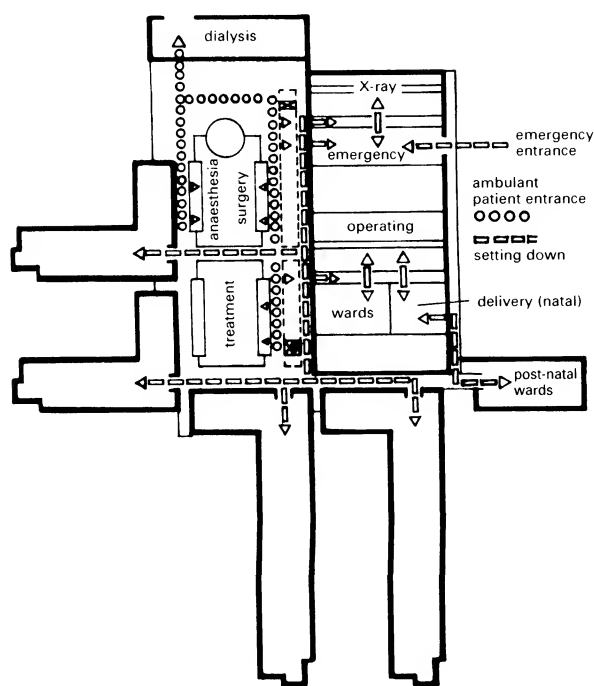 dialysis
X-ray
emergency
emergency
entrance
anaesthesia
surgery
ambulant
patient entrance
setting down
operating
treatment
wards
delivery (natal)
post-natal
wards